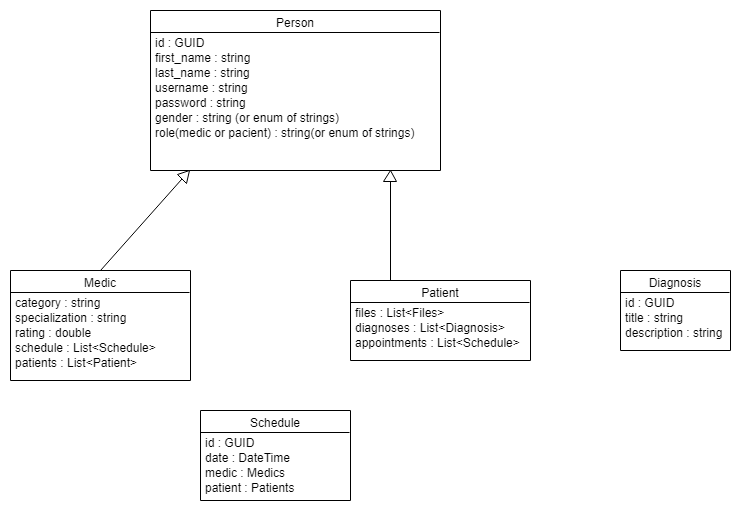 Person
id : GUID
first_name : string
last_name : string
username : string
password : string
gender : string (or enum of strings)
role(medic or pacient) : string(or enum of strings)
Medic
category : string
specialization : string
rating : double
schedule : List<Schedule>
patients : List<Patient>
Patient
files : List<Files>
diagnoses : List<Diagnosis>
appointments : List<Schedule>
Diagnosis
id : GUID
title : string
description : string
Schedule
id : GUID
date : DateTime
medic : Medics
patient : Patients